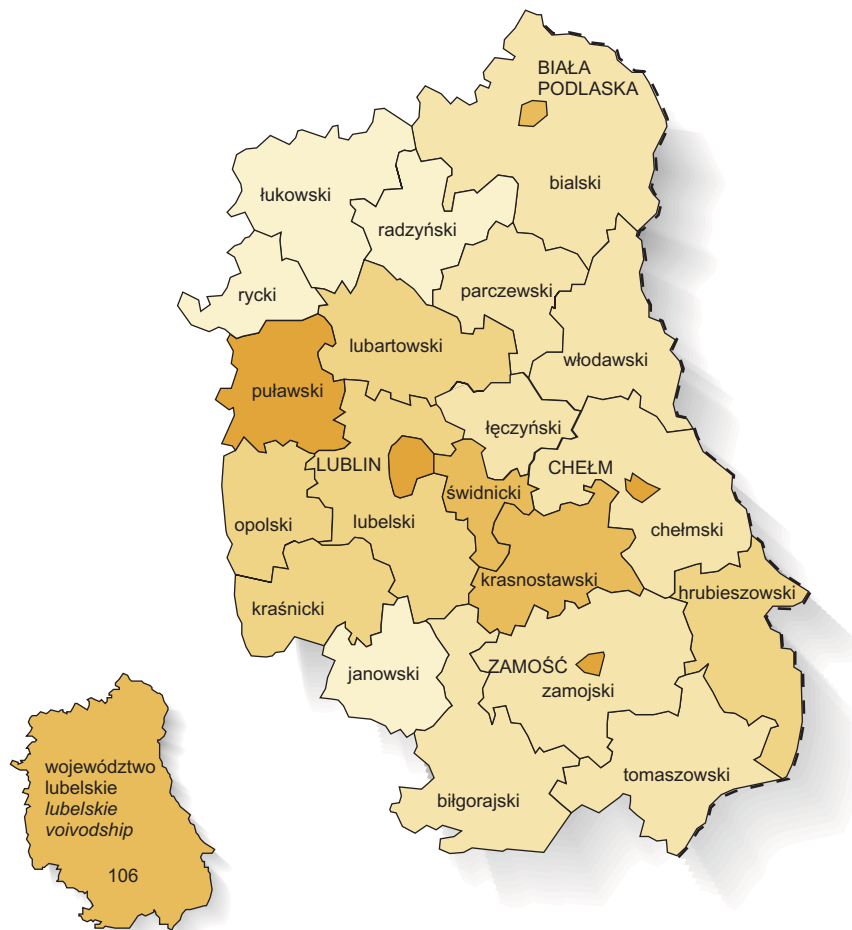 BIAŁA
PODLASKA
bialski
łukowski
radzyński
rycki
parczewski
lubartowski
włodawski
puławski
łęczyński
LUBLIN
CHEŁM
świdnicki
opolski
lubelski
chełmski
krasnostawski
hrubieszowski
kraśnicki
janowski
ZAMOŚĆ
zamojski
tomaszowski
biłgorajski
województwo
lubelskie
lubelskie
voivodship
106